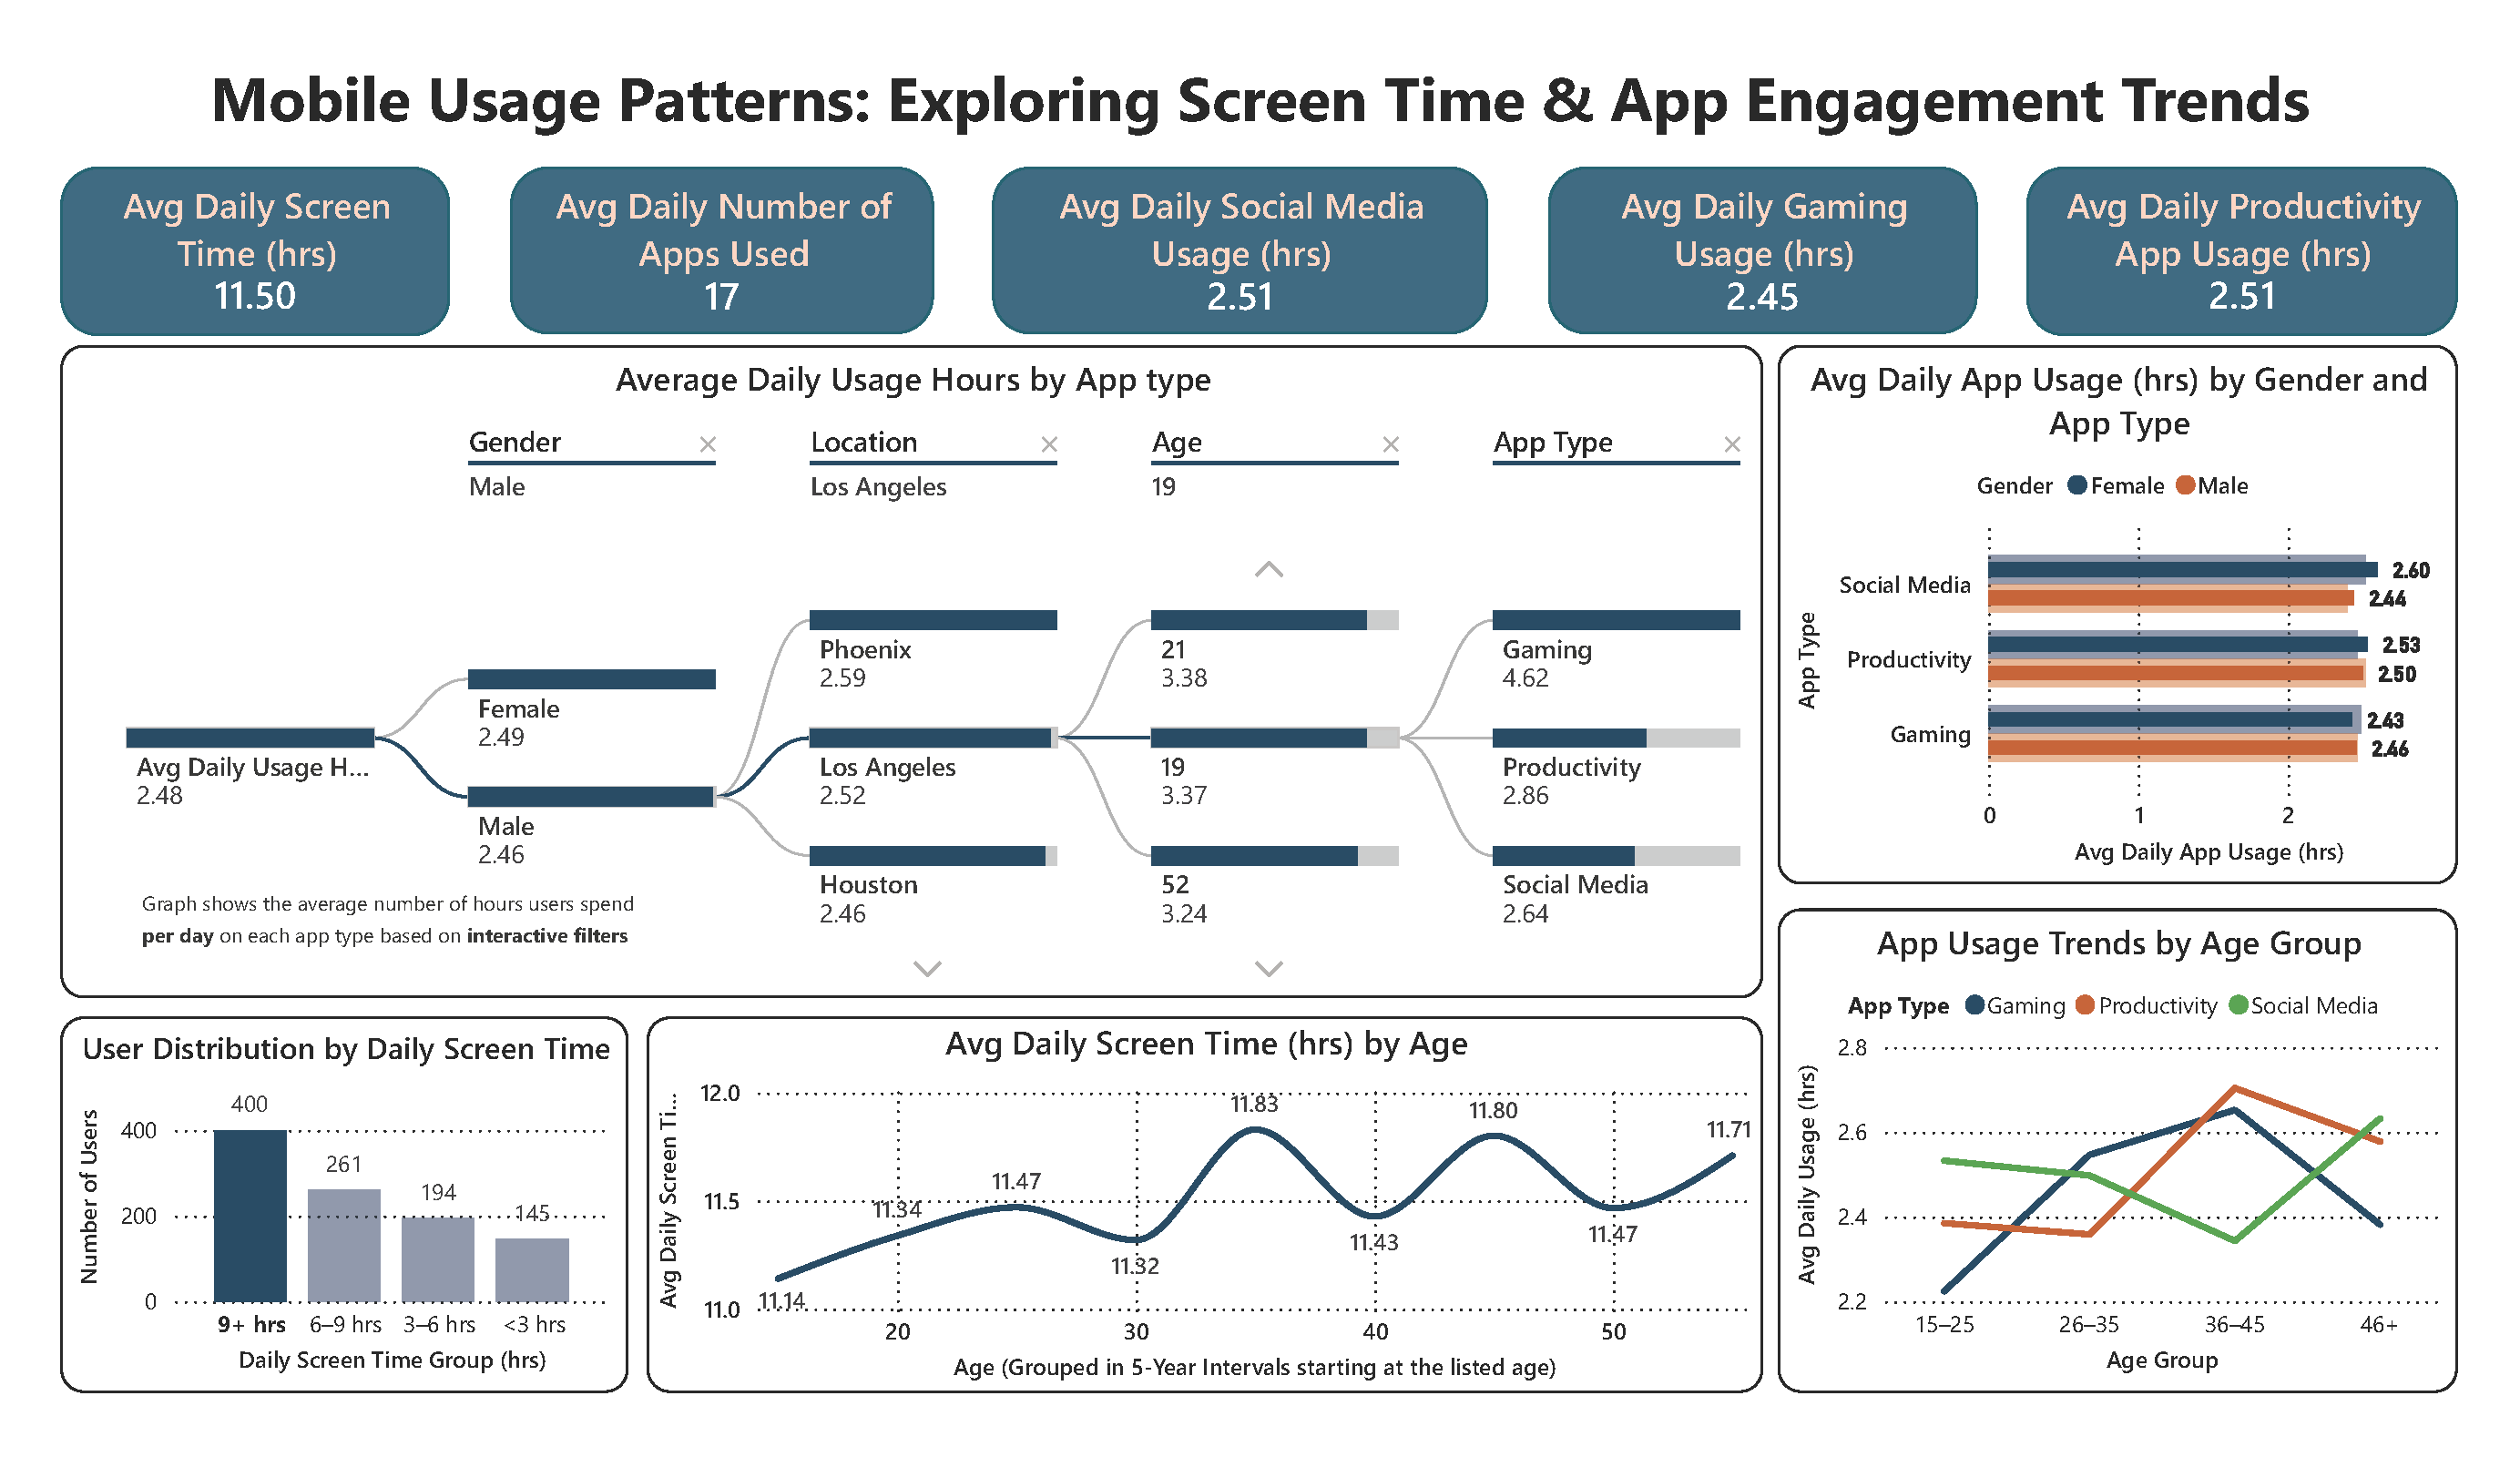 Mobile Usage Patterns: Exploring Screen Time & App Engagement Trends
Avg Daily Screen
Time (hrs)
11.50
Avg Daily Number of
Apps Used
17
Avg Daily Social Media
Usage (hrs)
2.51
Avg Daily Gaming
Usage (hrs)
2.45
Avg Daily Productivity
App Usage (hrs)
2.51
Average Daily Usage Hours by App type
Gender
Male
Location
Los Angeles
Age
19
App Type
Avg Daily Usage H...
2.48
Female
2.49
Male
2.46
Phoenix
2.59
Los Angeles
2.52
Houston
2.46
21
3.38
19
3.37
52
3.24
Gaming
4.62
Productivity
2.86
Social Media
2.64
Graph shows the average number of hours users spend
per day on each app type based on interactive filters
Avg Daily App Usage (hrs) by Gender and
App Type
Gender Female Male
App Type
Social Media
2.60
2.44
Productivity
2.53
2.50
Gaming
2.43
2.46
0 1 2
Avg Daily App Usage (hrs)
User Distribution by Daily Screen Time
Number of Users
400
200
0
400
261
194
145
9+ hrs 6–9 hrs 3–6 hrs <3 hrs
Daily Screen Time Group (hrs)
Avg Daily Screen Time (hrs) by Age
Avg Daily Screen Ti...
12.0
11.5
11.0
11.14
11.34
11.47
11.32
11.83
11.43
11.80
11.47
11.71
20 30 40 50
Age (Grouped in 5-Year Intervals starting at the listed age)
App Usage Trends by Age Group
App Type Gaming Productivity Social Media
Avg Daily Usage (hrs)
2.8
2.6
2.4
2.2
15–25 26–35 36–45 46+
Age Group